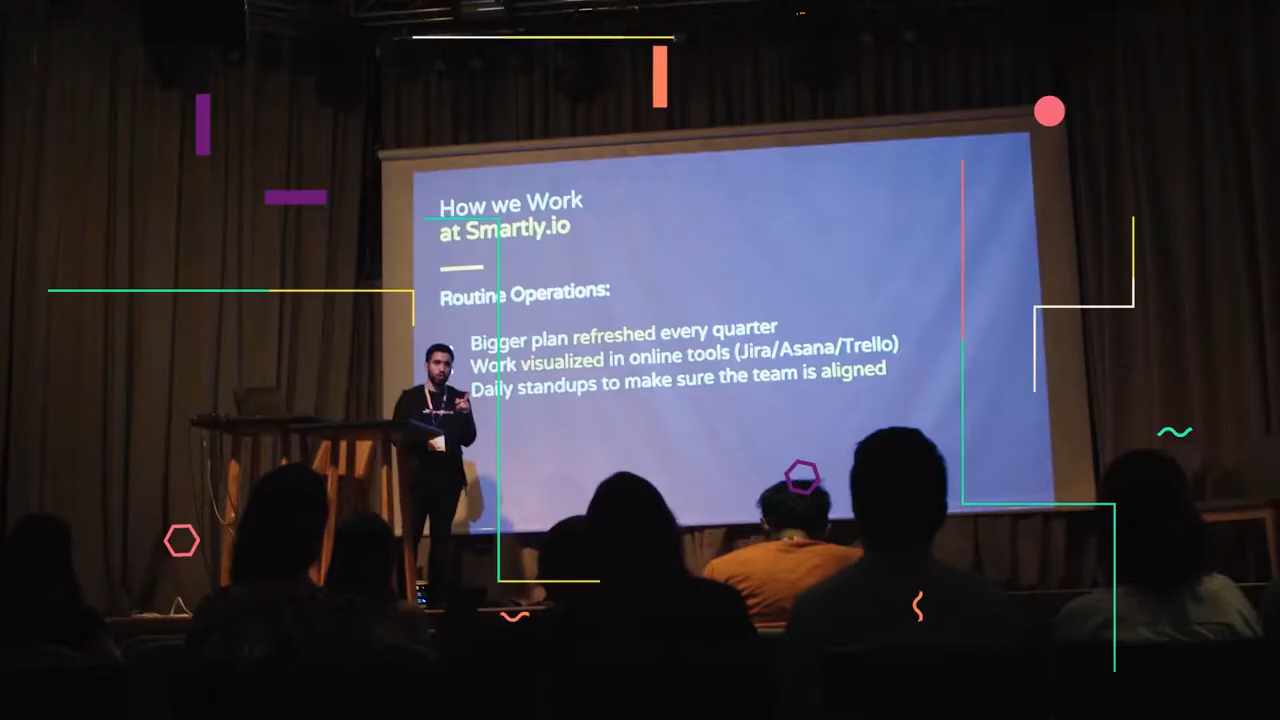 How we Work
at Smartly.io
Routine Operations:
Bigger plan refreshed every quarter
Work visualized in online tools (Jira/Asana/Trello)
Daily standups to make sure the team is aligned